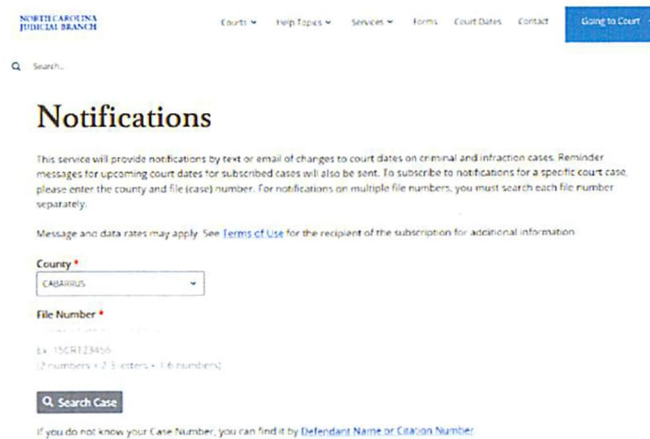 NORTH CAROLINA
JUDICIAL BRANCH
Courts
Help Topics
Services
Forms
Court Dates
Contact
Going to Court
Search...
Notifications
This service will provide notifications by text or email of changes to court dates on criminal and infraction cases. Reminder
messages for upcoming court dates for subscribed cases will also be sent. To subscribe to notifications for a specific court case,
please enter the county and file (case) number. For notifications on multiple file numbers, you must search each file number
separately.
Message and data rates may apply. See Terms of Use for the recipient of the subscription for additional information
County *
CABARRUS
File Number *
Ex: 15CR123456
(2 numbers + 2-3 letters + 1-6 numbers)
Search Case
If you do not know your Case Number, you can find it by Defendant Name or Citation Number